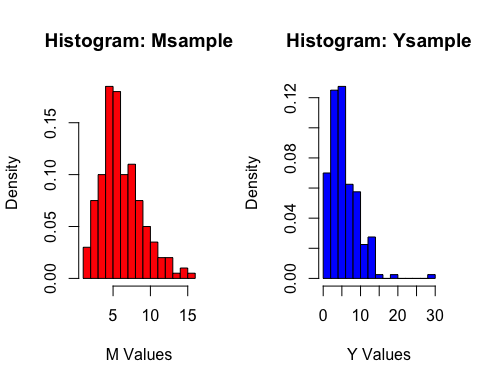 Histogram: Msample
Density
0.00 0.05 0.10 0.15
5 10 15
M Values
Histogram: Ysample
Density
0.00 0.04 0.08 0.12
0 10 20 30
Y Values